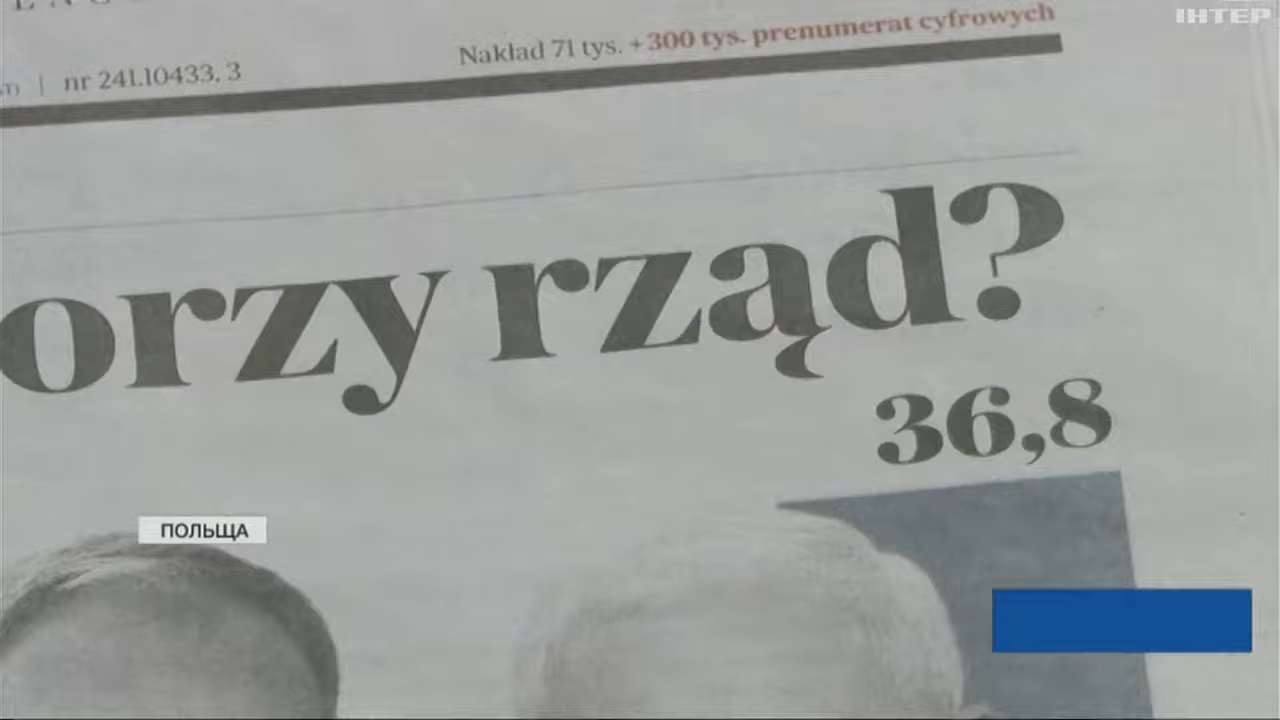 ІНТЕР
Nakład 71 tys. + 300 tys. prenumerat cyfrowych
nr 241.10433. 3
orzy rząd?
36,8
ПОЛЬЩА